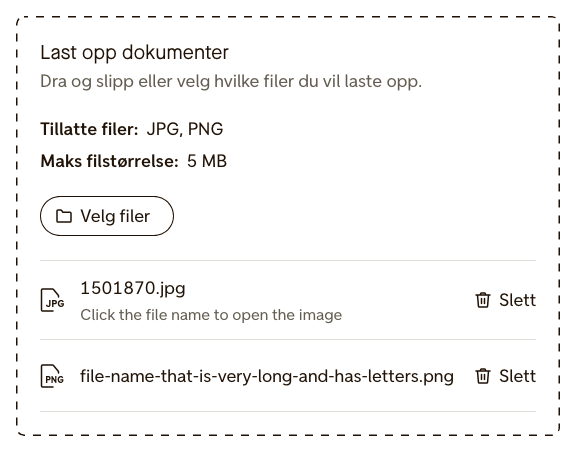 Last opp dokumenter
Dra og slipp eller velg hvilke filer du vil laste opp.
Tillatte filer: JPG, PNG
Maks filstørrelse: 5 MB
Velg filer
JPG 1501870.jpg Slett
Click the file name to open the image
PNG file-name-that-is-very-long-and-has-letters.png Slett